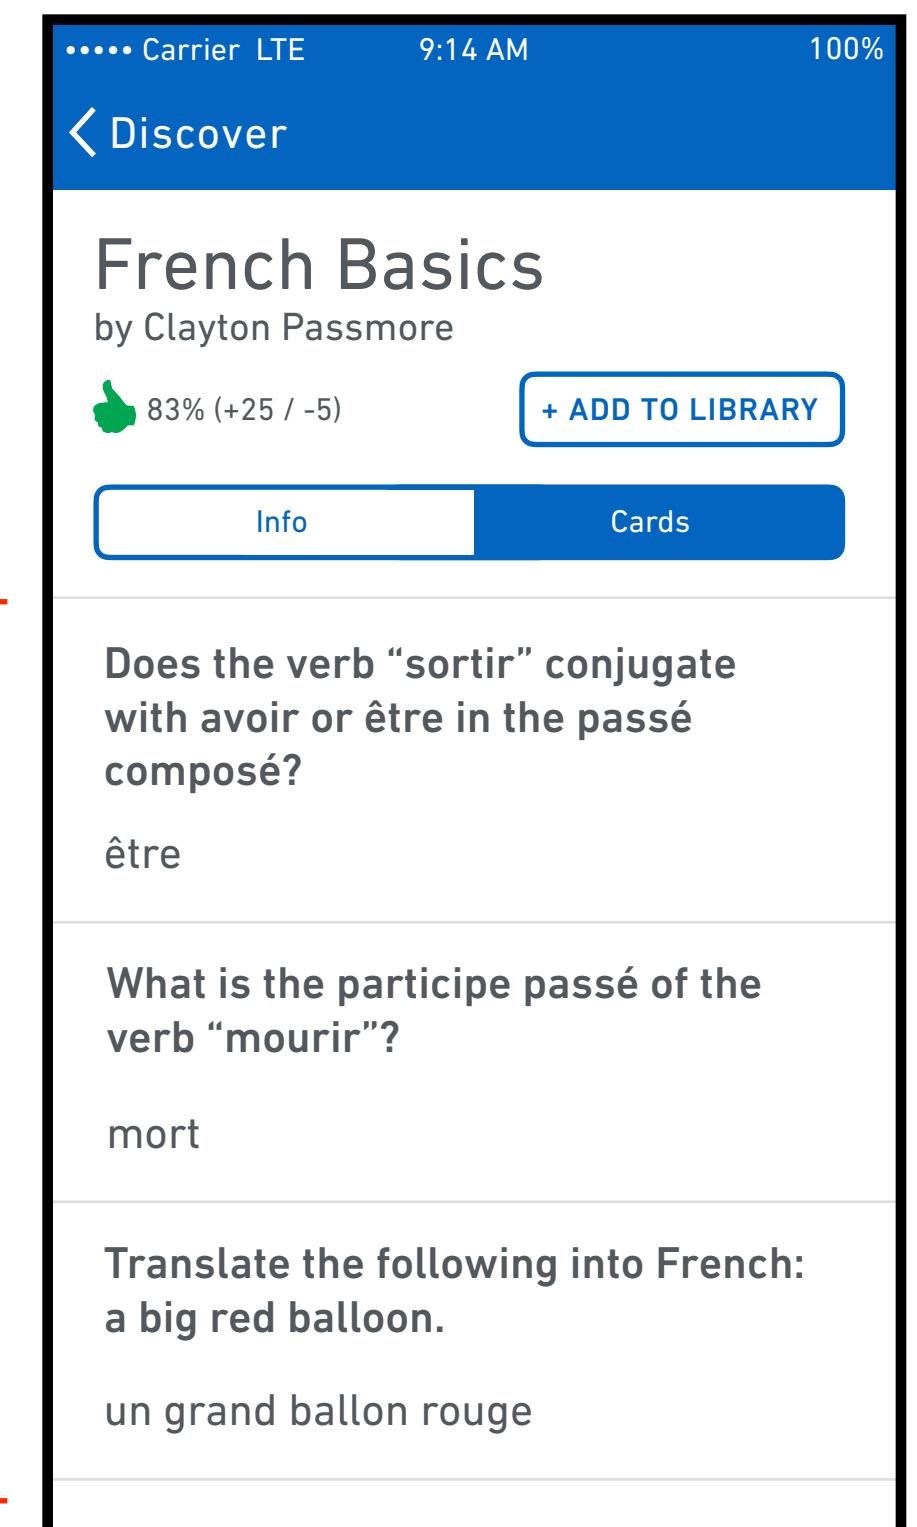 ••••• Carrier LTE 9:14 AM 100%
Discover
French Basics
by Clayton Passmore
83% (+25 / -5)
+ ADD TO LIBRARY
Info
Cards
Does the verb “sortir” conjugate
with avoir or être in the passé
composé?
être
What is the participe passé of the
verb “mourir”?
mort
Translate the following into French:
a big red balloon.
un grand ballon rouge